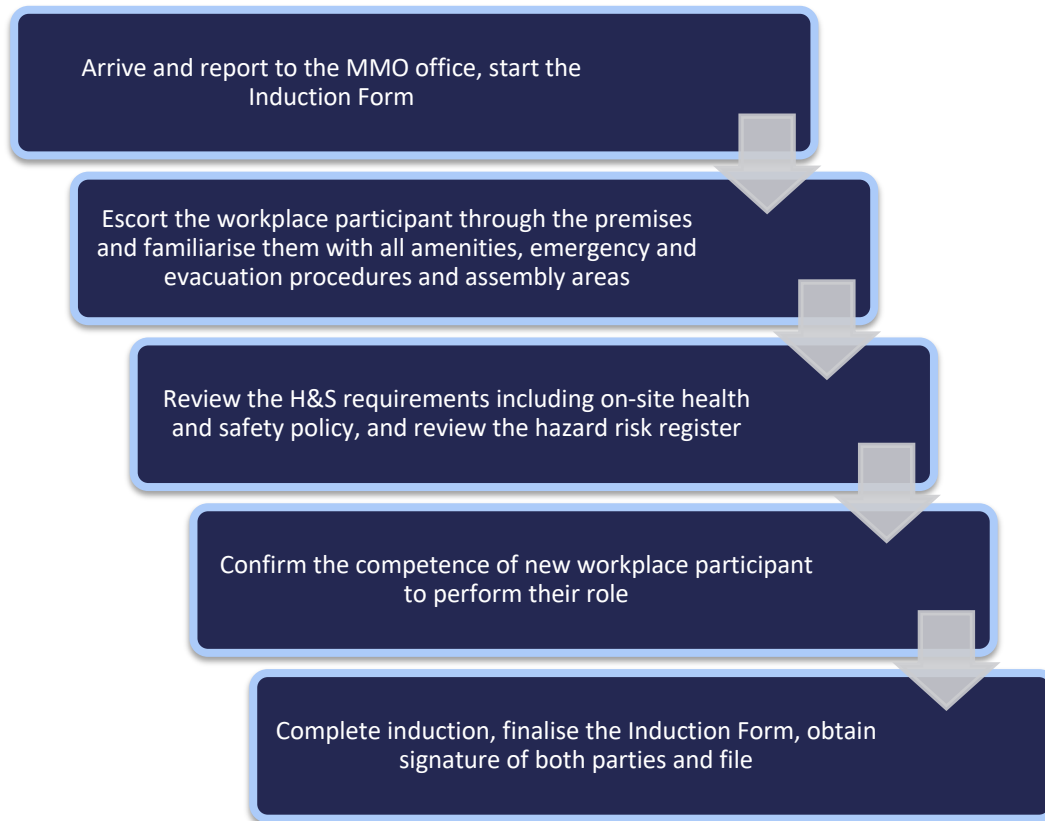 Arrive and report to the MMO office, start the
Induction Form
Escort the workplace participant through the premises
and familiarise them with all amenities, emergency and
evacuation procedures and assembly areas
Review the H&S requirements including on-site health
and safety policy, and review the hazard risk register
Confirm the competence of new workplace participant
to perform their role
Complete induction, finalise the Induction Form, obtain
signature of both parties and file